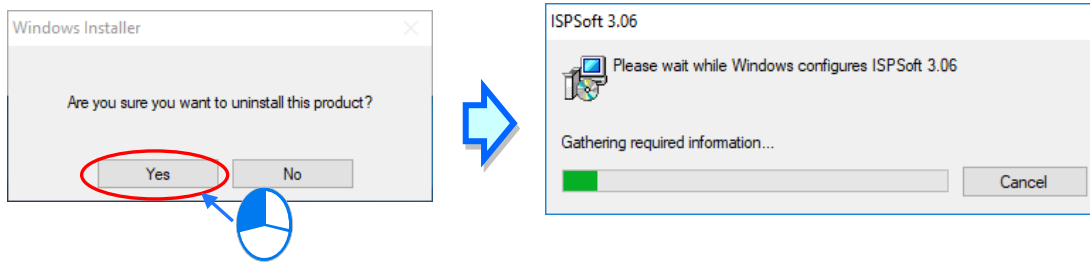 Windows Installer
Are you sure you want to uninstall this product?
Yes
No
ISPSoft 3.06
Please wait while Windows configures ISPSoft 3.06
Gathering required information...
Cancel